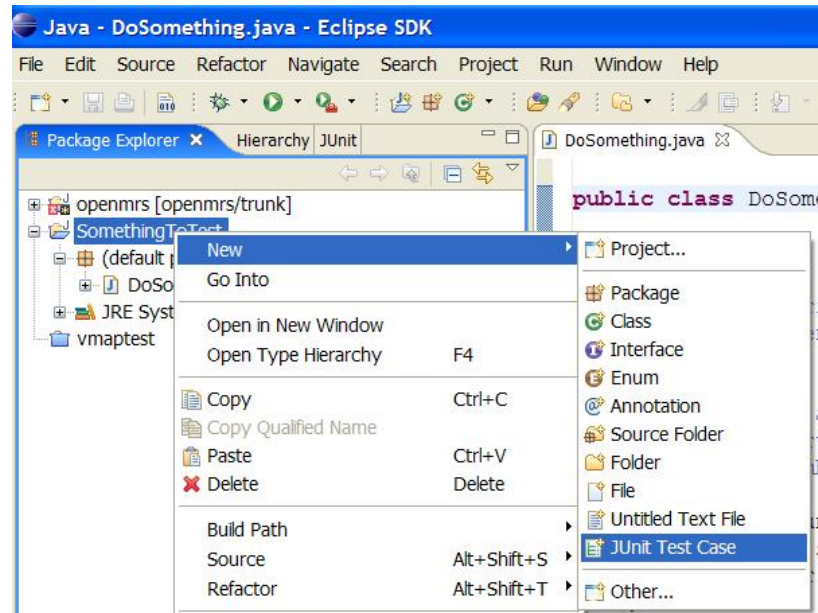 Java - DoSomething.java - Eclipse SDK
File Edit Source Refactor Navigate Search Project Run Window Help
Package Explorer Hierarchy JUnit
DoSomething.java
public class DoSome
openmrs [openmrs/trunk]
SomethingToTest
(default p
DoSo
JRE Syst
vmaptest
New
Go Into
Open in New Window
Open Type Hierarchy F4
Copy Ctrl+C
Copy Qualified Name
Paste Ctrl+V
Delete Delete
Build Path
Source Alt+Shift+S
Refactor Alt+Shift+T
Project...
Package
Class
Interface
Enum
Annotation
Source Folder
Folder
File
Untitled Text File
JUnit Test Case
Other...